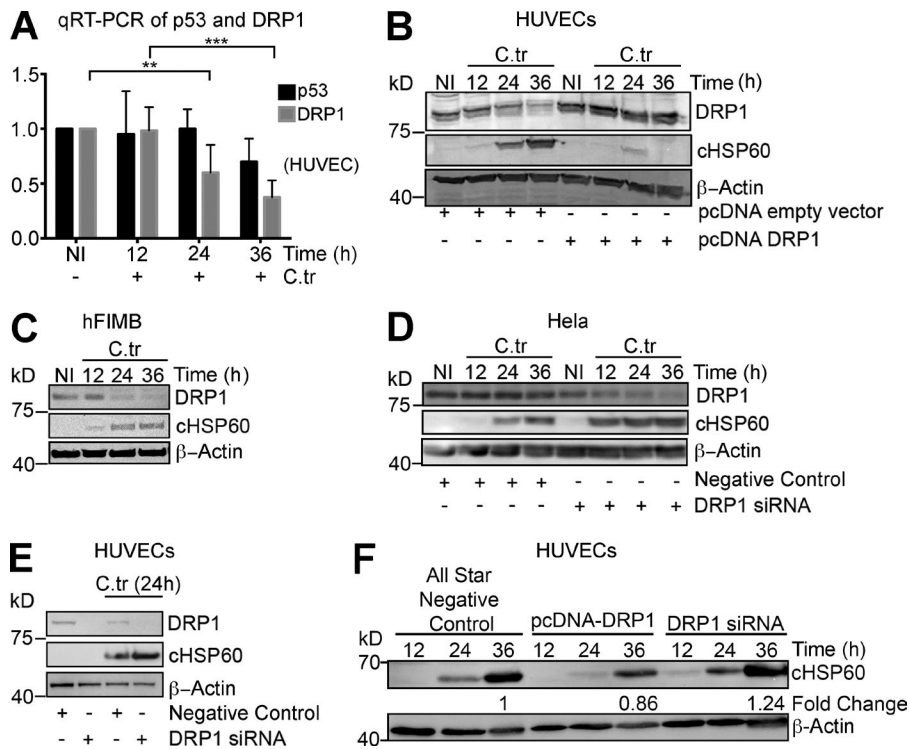 A qRT-PCR of p53 and DRP1
***
**
1.5
1.0
0.5
0.0
p53
DRP1
(HUVEC)
NI 12 24 36 Time (h)
- + + + C.tr
B HUVECs
C.tr C.tr
kD NI 12 24 36 NI 12 24 36 Time (h)
DRP1
75
cHSP60
β-Actin
40
+ + + + - - - - pcDNA empty vector
- - - - + + + + pcDNA DRP1
C hFIMB
C.tr
kD NI 12 24 36 Time (h)
DRP1
75
cHSP60
β-Actin
40
D Hela
C.tr C.tr
kD NI 12 24 36 NI 12 24 36 Time (h)
DRP1
75
cHSP60
β-Actin
40
+ + + + - - - - Negative Control
- - - - + + + + DRP1 siRNA
E HUVECs
C.tr (24h)
kD
DRP1
75
cHSP60
β-Actin
40
+ - + - Negative Control
- + - + DRP1 siRNA
F HUVECs
All Star
Negative
Control pcDNA-DRP1 DRP1 siRNA
kD 12 24 36 12 24 36 12 24 36 Time (h)
70
cHSP60
1 0.86 1.24 Fold Change
β-Actin
40